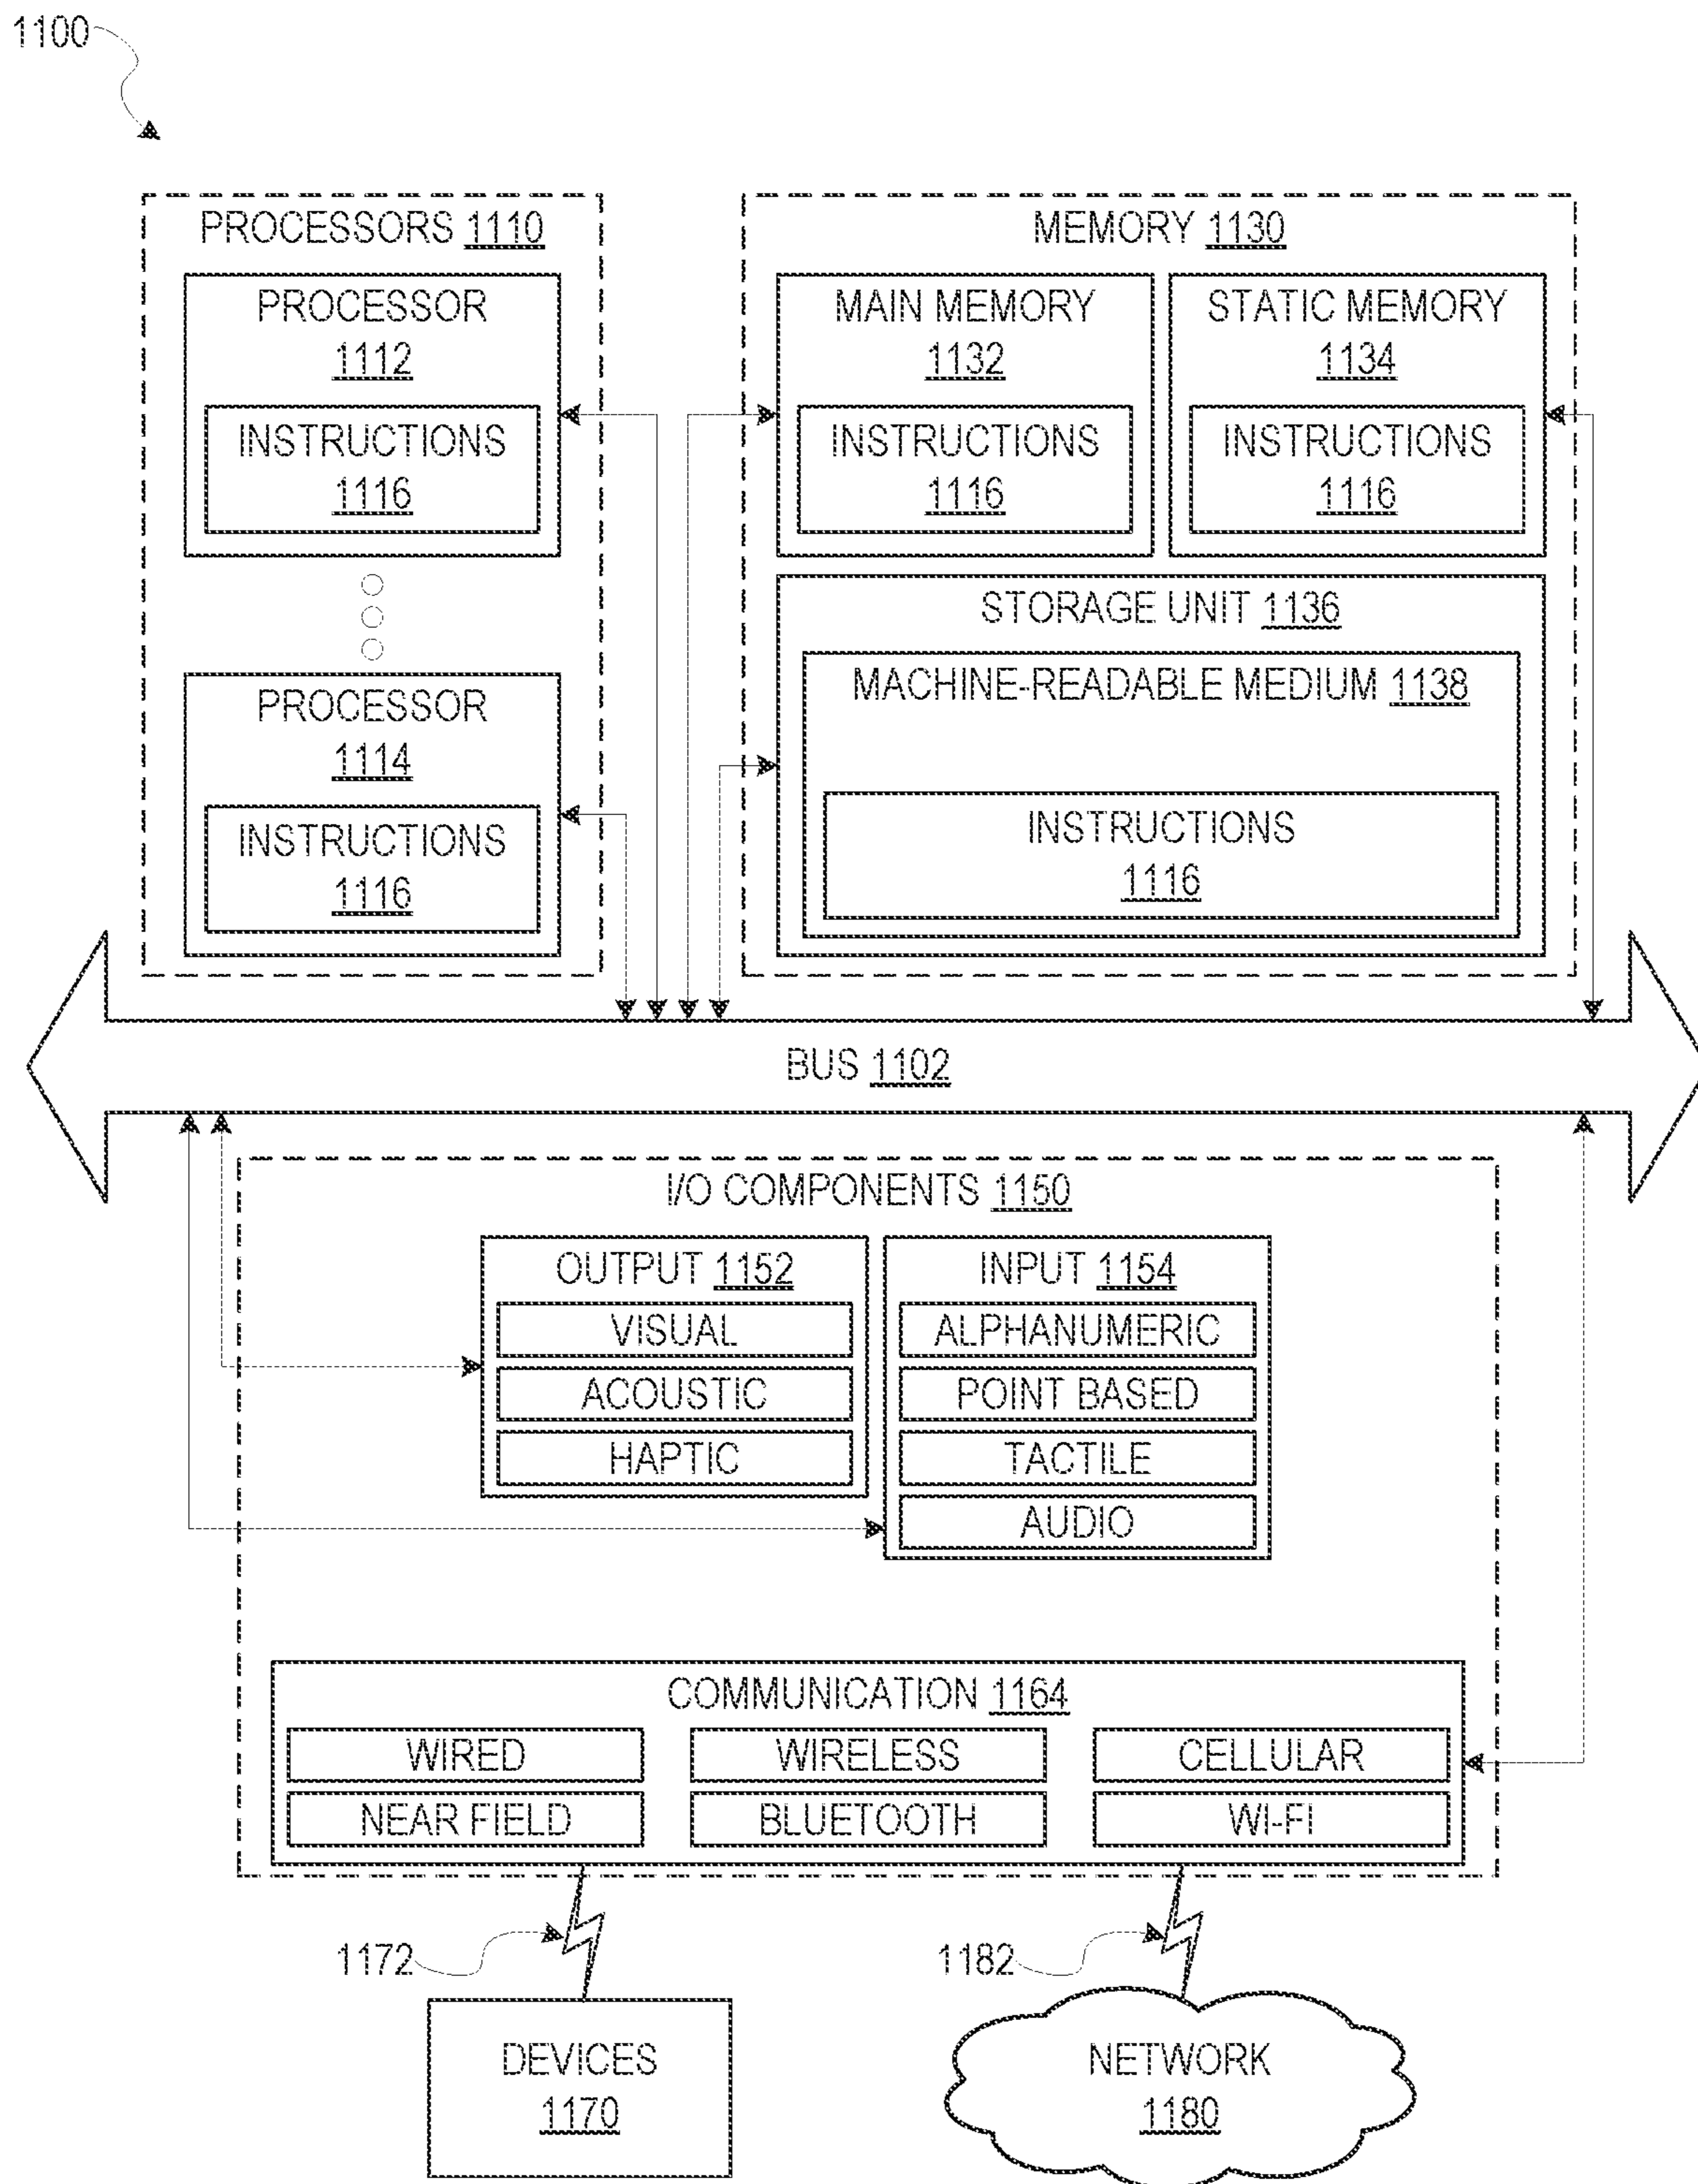 1100
PROCESSORS 1110
PROCESSOR
1112
INSTRUCTIONS
1116
PROCESSOR
1114
INSTRUCTIONS
1116
MEMORY 1130
MAIN MEMORY
1132
INSTRUCTIONS
1116
STATIC MEMORY
1134
INSTRUCTIONS
1116
STORAGE UNIT 1136
MACHINE-READABLE MEDIUM 1138
INSTRUCTIONS
1116
BUS 1102
I/O COMPONENTS 1150
OUTPUT 1152
VISUAL
ACOUSTIC
HAPTIC
INPUT 1154
ALPHANUMERIC
POINT BASED
TACTILE
AUDIO
COMMUNICATION 1164
WIRED
WIRELESS
CELLULAR
NEAR FIELD
BLUETOOTH
WI-FI
1172
1182
DEVICES
1170
NETWORK
1180